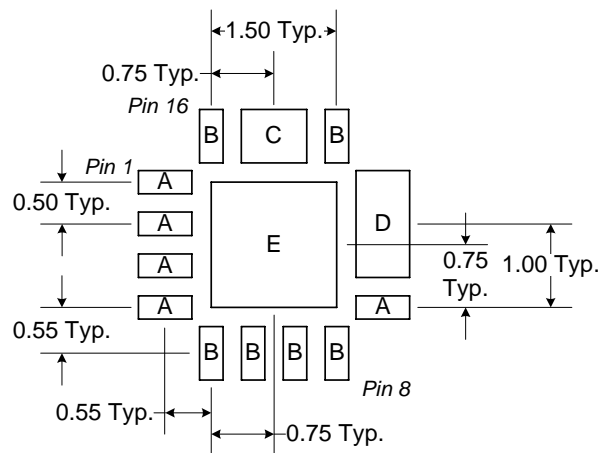 1.50 Typ.
0.75 Typ.
Pin 16
B
C
B
Pin 1
A
0.50 Typ.
A
E
D
A
0.75
Typ.
1.00 Typ.
A
A
0.55 Typ.
B
B
B
B
Pin 8
0.55 Typ.
0.75 Typ.